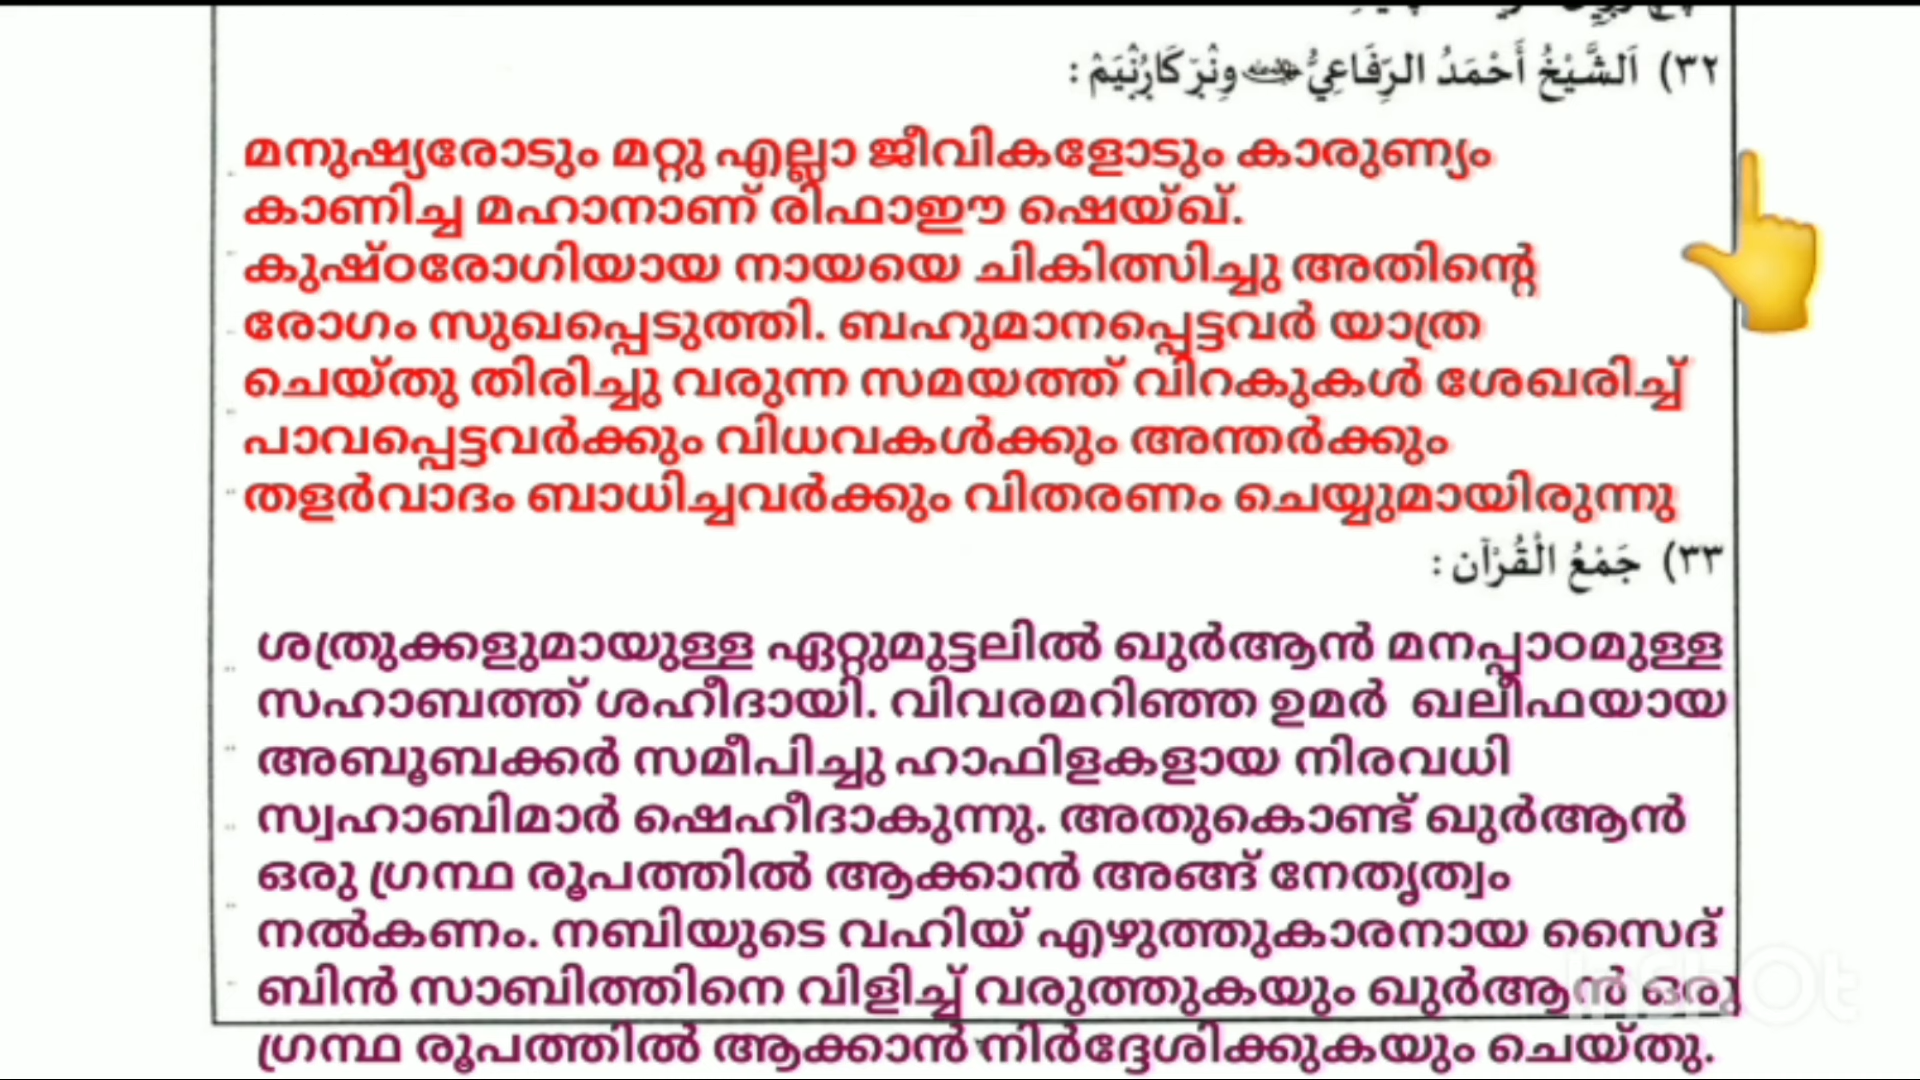 ٣٢) اَلشَّيْخُ أَحْمَدُ الرِّفَاعِيُّ
മനുഷ്യരോടും മറ്റു എല്ലാ ജീവികളോടും കാരുണ്യം
കാണിച്ച മഹാനാണ് രിഫാഈ ഷെയ്ഖ്.
കുഷ്ഠരോഗിയായ നായയെ ചികിത്സിച്ചു അതിന്റെ
രോഗം സുഖപ്പെടുത്തി. ബഹുമാനപ്പെട്ടവർ യാത്ര
ചെയ്തു തിരിച്ചു വരുന്ന സമയത്ത് വിറകുകൾ ശേഖരിച്ച്
പാവപ്പെട്ടവർക്കും വിധവകൾക്കും അന്തർക്കും
തളർവാദം ബാധിച്ചവർക്കും വിതരണം ചെയ്യുമായിരുന്നു
٣٣) جَمْعُ الْقُرْآن :
ശത്രുക്കളുമായുള്ള ഏറ്റുമുട്ടലിൽ ഖുർആൻ മനപ്പാഠമുള്ള
സഹാബത്ത് ശഹീദായി. വിവരമറിഞ്ഞ ഉമർ ഖലീഫയായ
അബൂബക്കർ സമീപിച്ചു ഹാഫിളകളായ നിരവധി
സ്വഹാബിമാർ ഷെഹീദാകുന്നു. അതുകൊണ്ട് ഖുർആൻ
ഒരു ഗ്രന്ഥ രൂപത്തിൽ ആക്കാൻ അങ്ങ് നേതൃത്വം
നൽകണം. നബിയുടെ വഹിയ് എഴുത്തുകാരനായ സൈദ്
ബിൻ സാബിത്തിനെ വിളിച്ച് വരുത്തുകയും ഖുർആൻ ഒരു
ഗ്രന്ഥ രൂപത്തിൽ ആക്കാൻ നിർദ്ദേശിക്കുകയും ചെയ്തു.
InShOt